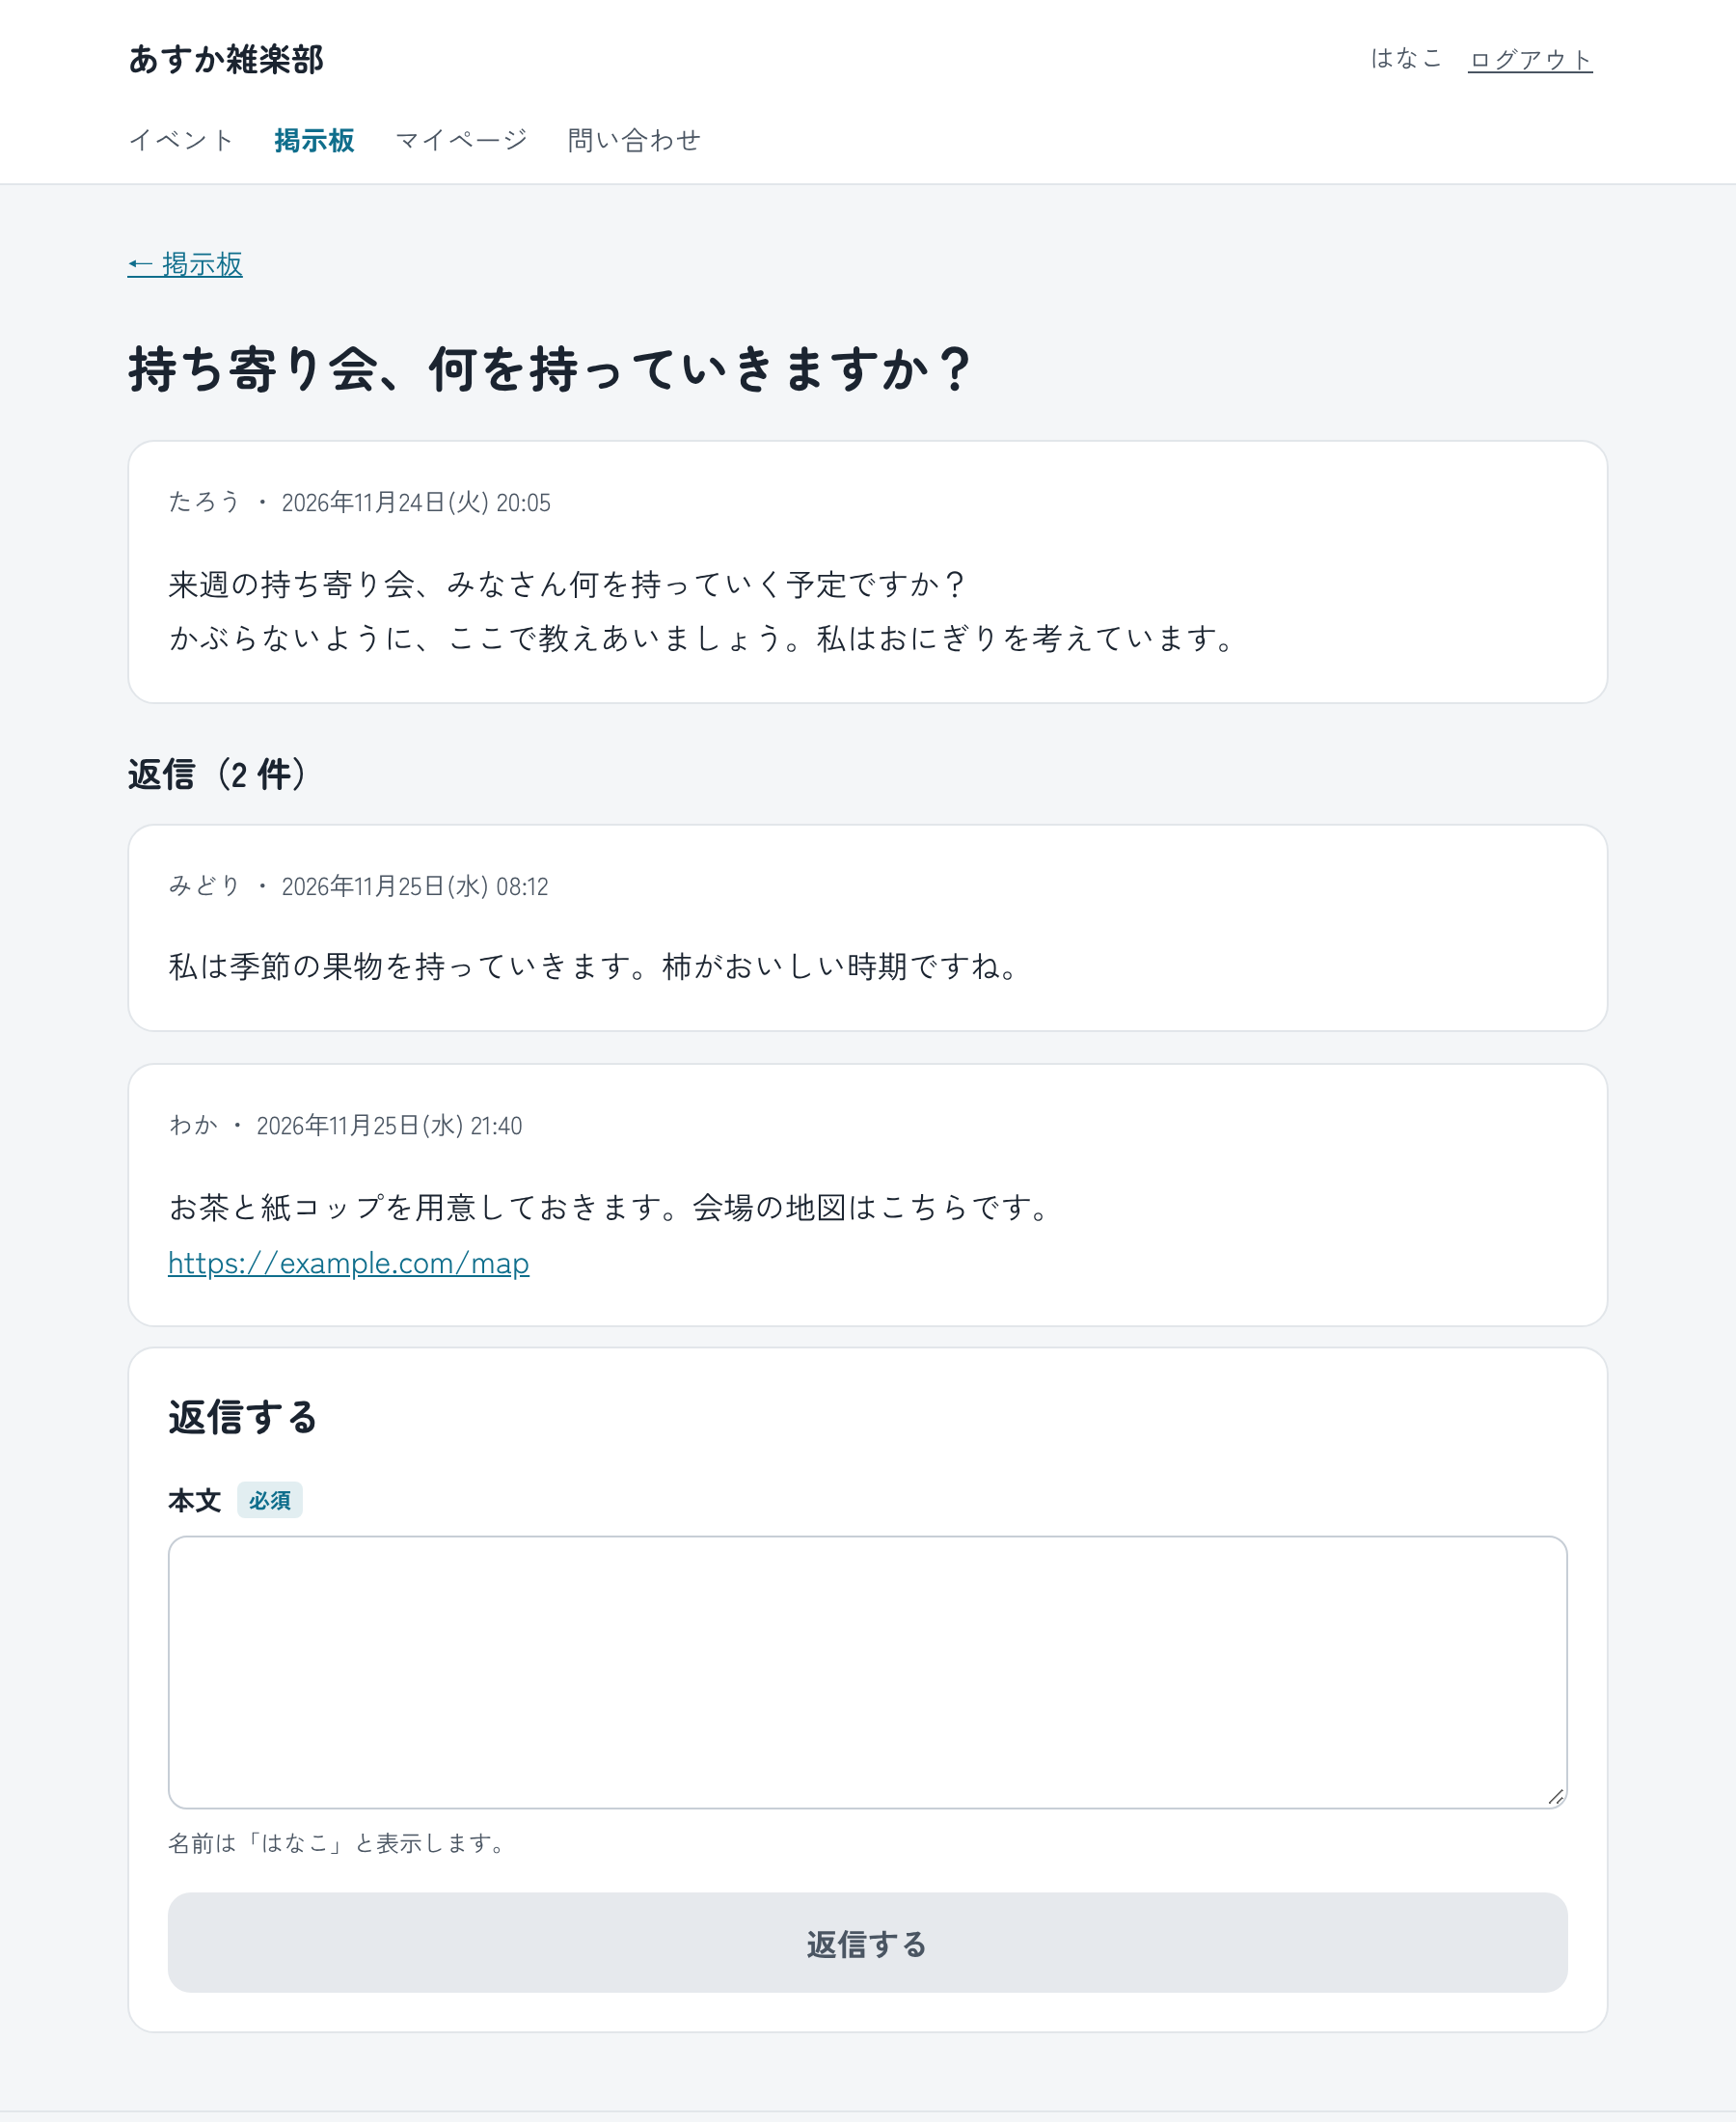 あすか雑楽部
はなこ ログアウト
イベント 掲示板 マイページ 問い合わせ
← 掲示板
持ち寄り会、何を持っていきますか？
たろう ・ 2026年11月24日(火) 20:05
来週の持ち寄り会、みなさん何を持っていく予定ですか？
かぶらないように、ここで教えあいましょう。私はおにぎりを考えています。
返信（2 件）
みどり ・ 2026年11月25日(水) 08:12
私は季節の果物を持っていきます。柿がおいしい時期ですね。
わか ・ 2026年11月25日(水) 21:40
お茶と紙コップを用意しておきます。会場の地図はこちらです。
https://example.com/map
返信する
本文 必須
名前は「はなこ」と表示します。
返信する